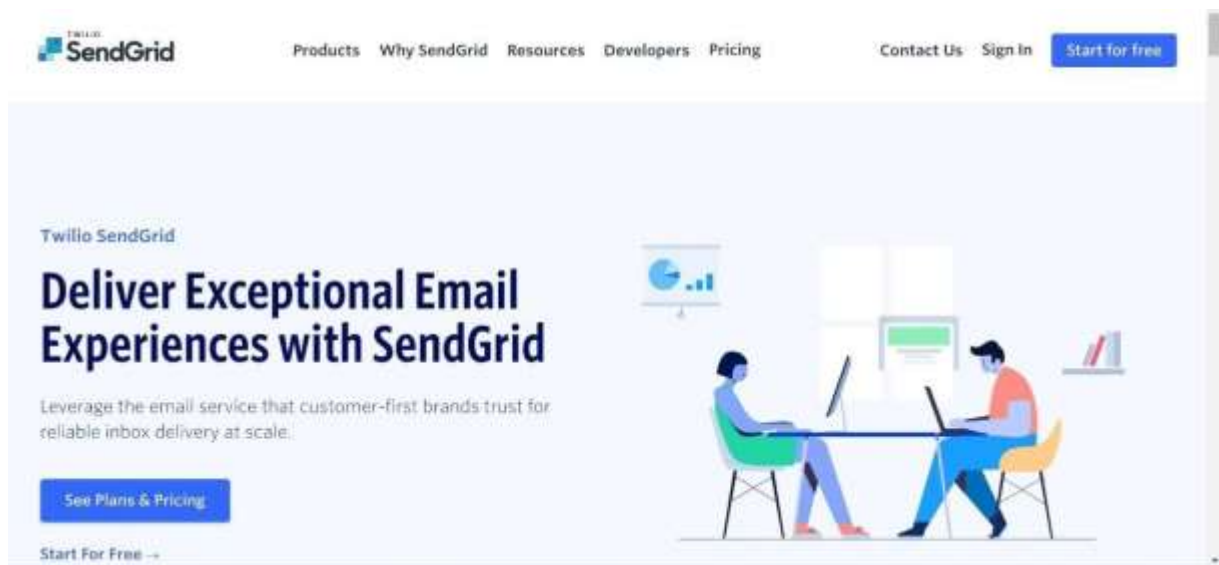 TWILIO
SendGrid
Products Why SendGrid Resources Developers Pricing Contact Us Sign In Start for free
Twilio SendGrid
Deliver Exceptional Email
Experiences with SendGrid
Leverage the email service that customer-first brands trust for
reliable inbox delivery at scale.
See Plans & Pricing
Start For Free →